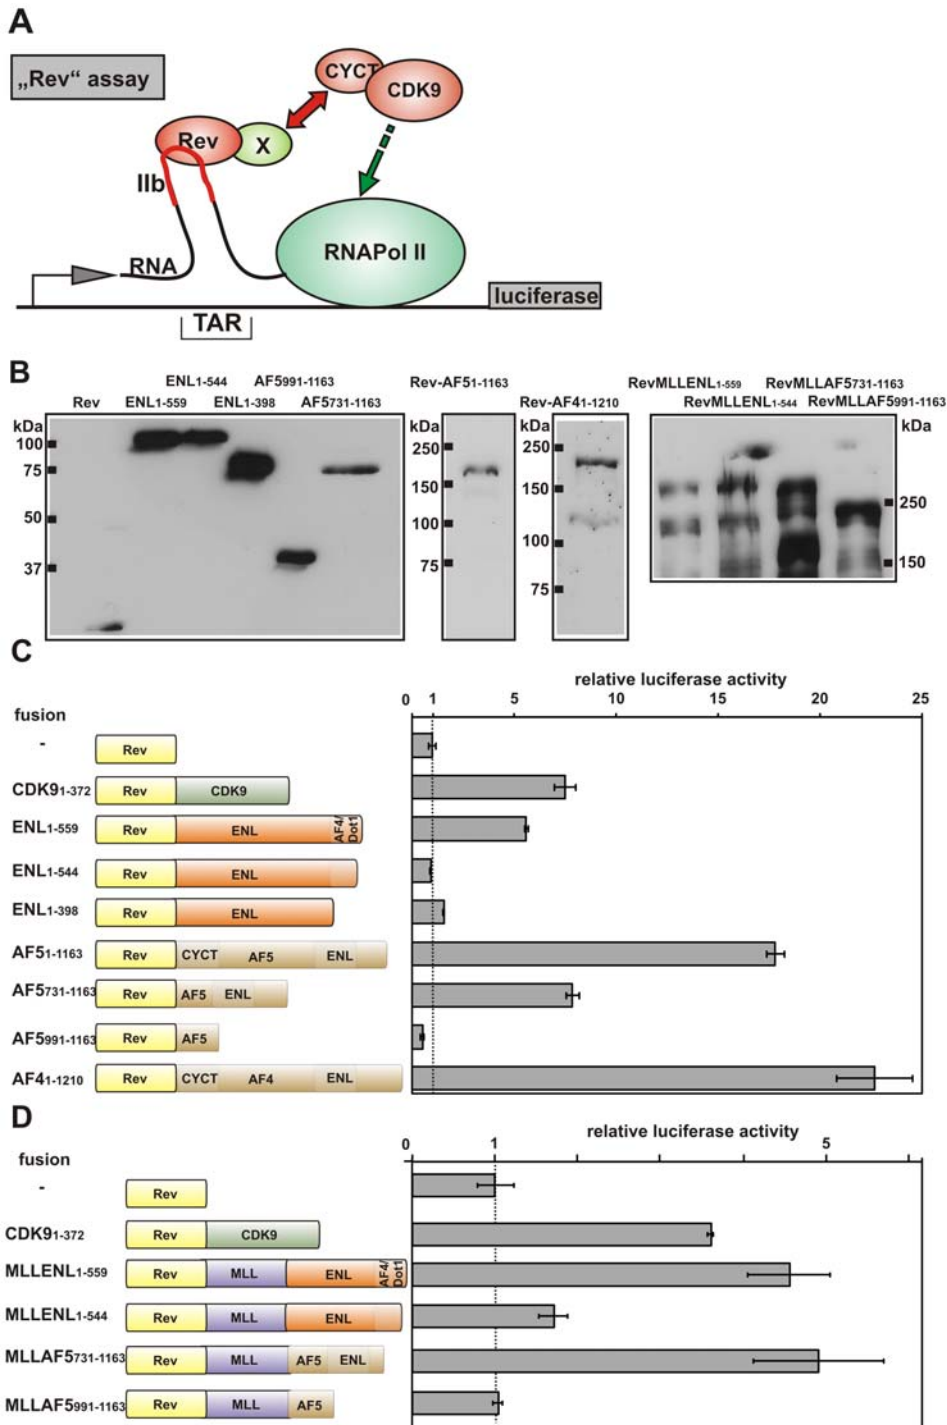 A
„Rev“ assay
CYCT
CDK9
Rev
X
IIb
RNA
RNAPol II
luciferase
TAR
B
ENL1-544 AF5991-1163
Rev ENL1-559 ENL1-398 AF5731-1163
kDa
100
75
50
37
Rev-AF51-1163
kDa
250
150
100
75
Rev-AF41-1210
kDa
250
150
100
75
RevMLLENL1-559 RevMLLAF5731-1163
RevMLLENL1-544 RevMLLAF5991-1163
kDa
250
150
C
relative luciferase activity
0 1 5 10 15 20 25
fusion
- Rev
CDK91-372 Rev CDK9
ENL1-559 Rev ENL AF4/Dot1
ENL1-544 Rev ENL
ENL1-398 Rev ENL
AF51-1163 Rev CYCT AF5 ENL
AF5731-1163 Rev AF5 ENL
AF5991-1163 Rev AF5
AF41-1210 Rev CYCT AF4 ENL
D
relative luciferase activity
0 1 5
fusion
- Rev
CDK91-372 Rev CDK9
MLLENL1-559 Rev MLL ENL AF4/Dot1
MLLENL1-544 Rev MLL ENL
MLLAF5731-1163 Rev MLL AF5 ENL
MLLAF5991-1163 Rev MLL AF5